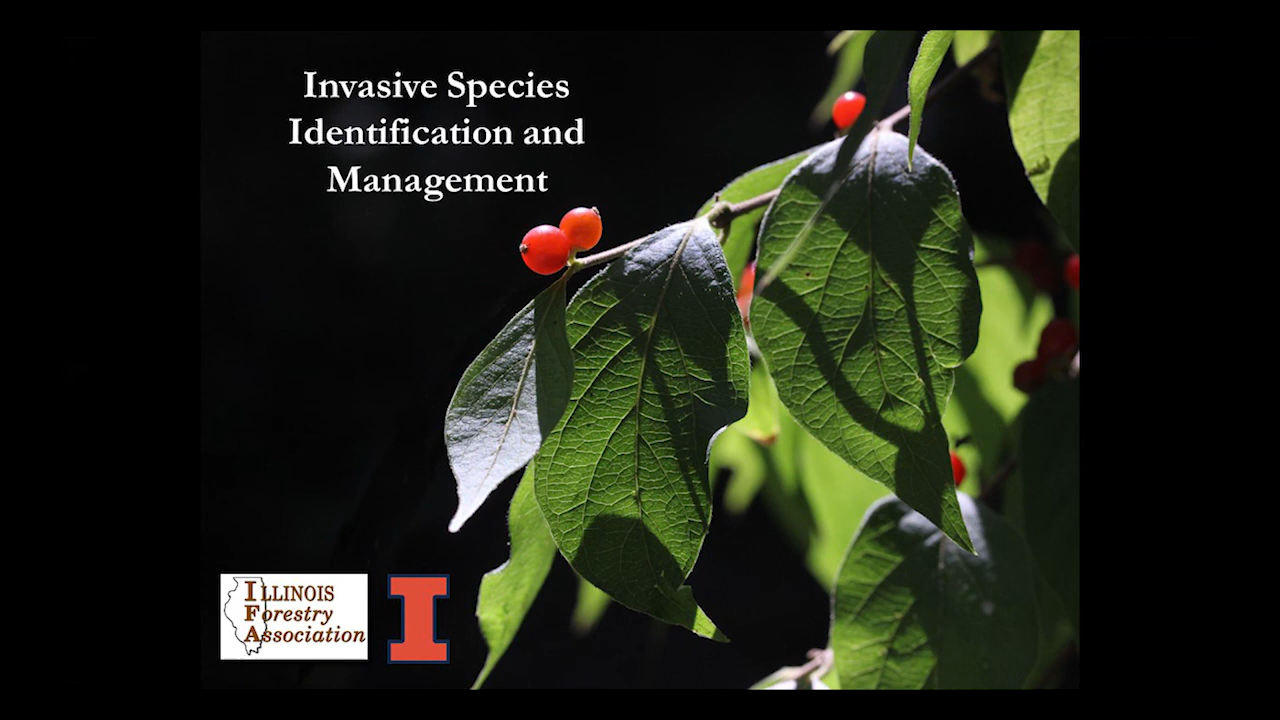 Invasive Species
Identification and
Management
ILLINOIS
Forestry
Association
I